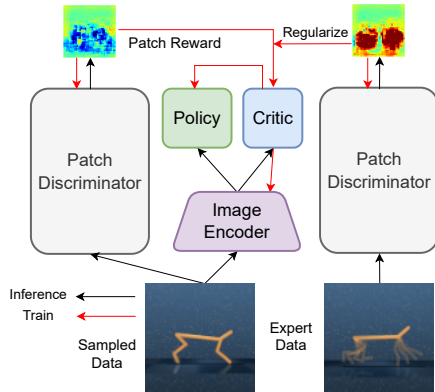 Patch Reward
Regularize
Policy
Critic
Patch
Discriminator
Patch
Discriminator
Image
Encoder
Inference
Train
Sampled
Data
Expert
Data